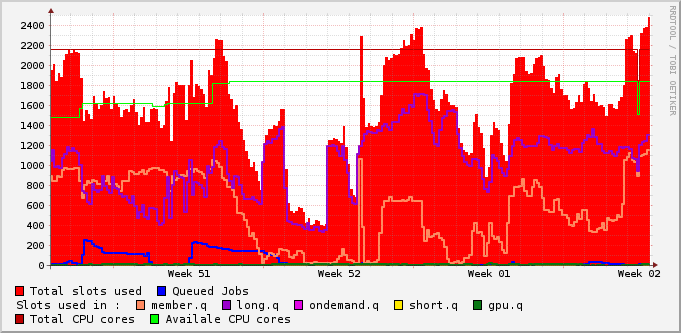 RRDTOOL / TOBI OETIKER
2400
2200
2000
1800
1600
1400
1200
1000
800
600
400
200
0
Week 51 Week 52 Week 01 Week 02
Total slots used Queued Jobs
Slots used in : member.q long.q ondemand.q short.q gpu.q
Total CPU cores Availale CPU cores